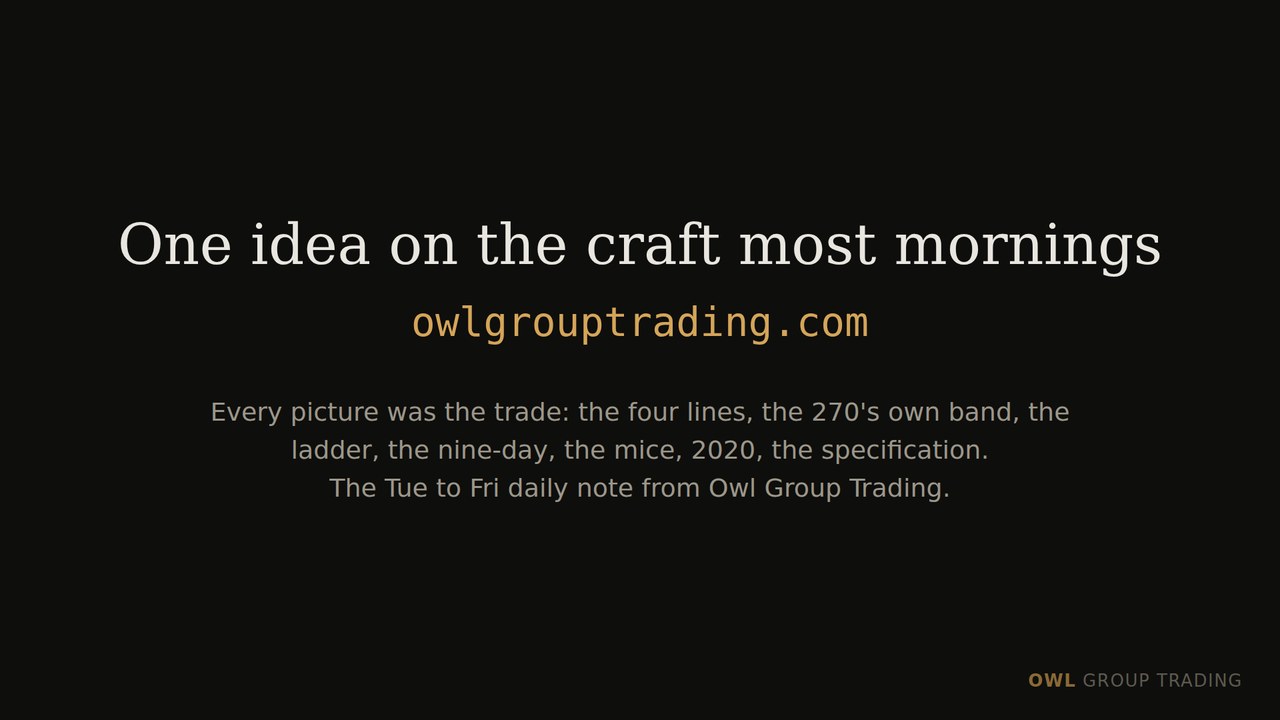 One idea on the craft most mornings
owlgrouptrading.com
Every picture was the trade: the four lines, the 270's own band, the
ladder, the nine-day, the mice, 2020, the specification.
The Tue to Fri daily note from Owl Group Trading.
OWL GROUP TRADING